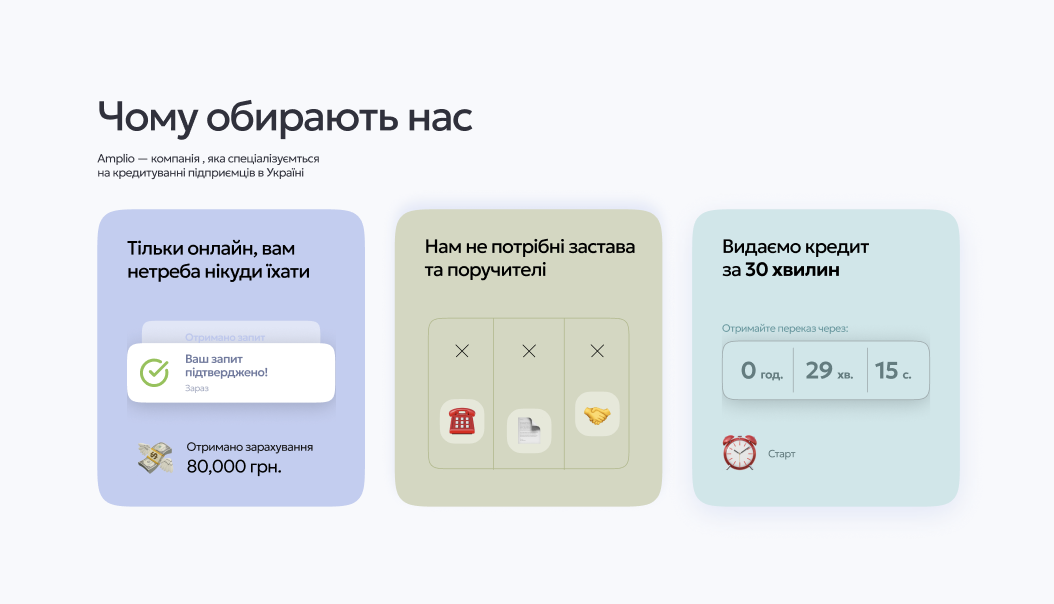 Чому обирають нас
Amplio — компанія , яка спеціалізуємться
на кредитуванні підприємців в Україні
Тільки онлайн, вам
нетреба нікуди їхати
Отримано запит
Ваш запит
підтверджено!
Зараз
Отримано зарахування
80,000 грн.
Нам не потрібні застава
та поручителі
Видаємо кредит
за 30 хвилин
Отримайте переказ через:
0 год. 29 хв. 15 с.
Старт